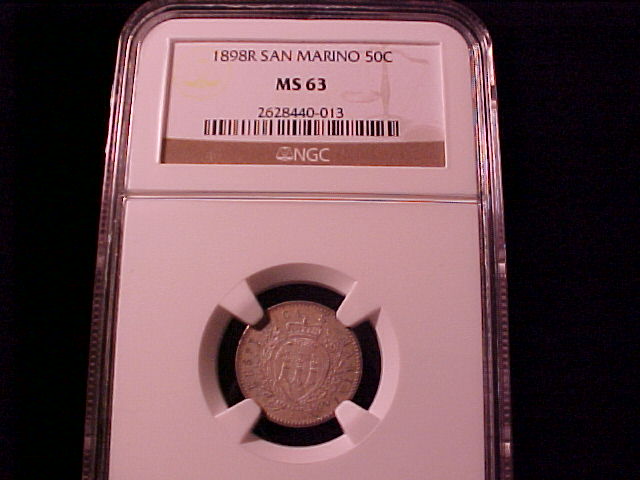 1898R SAN MARINO 50C
MS 63
2628440-013
NGC